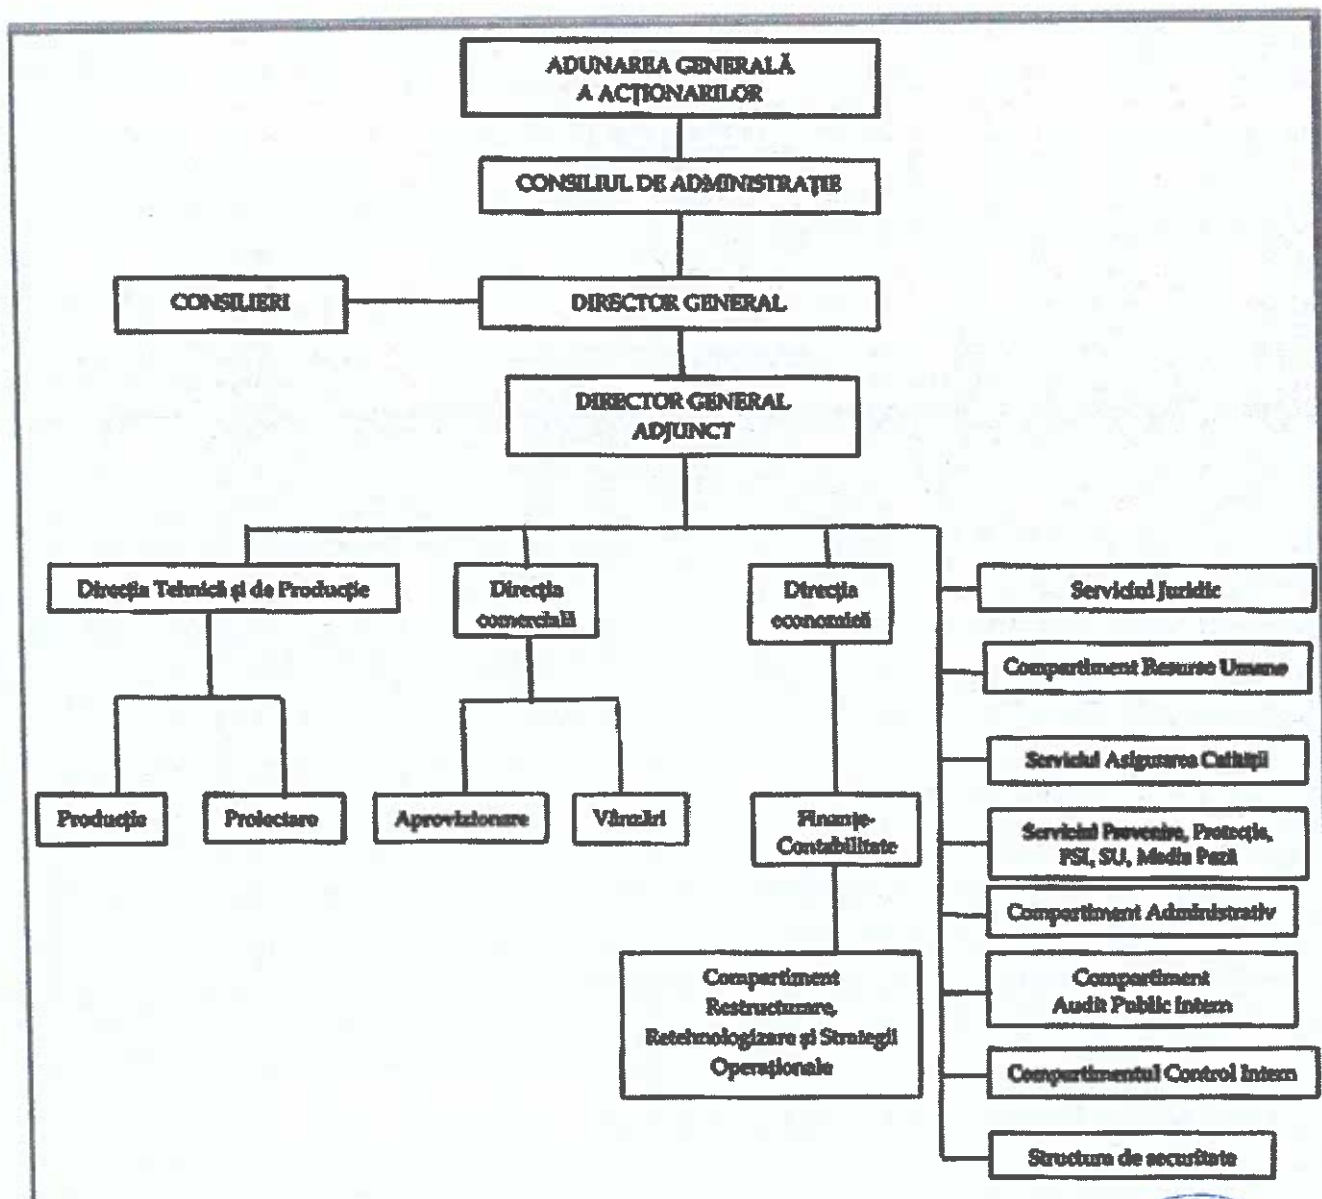 ADUNAREA GENERALĂ
A ACȚIONARILOR
CONSILIUL DE ADMINISTRAȚIE
CONSILIERI
DIRECTOR GENERAL
DIRECTOR GENERAL
ADJUNCT
Direcția Tehnică și de Producție
Direcția
comercială
Direcția
economică
Serviciul Juridic
Compartiment Resurse Umane
Serviciul Asigurarea Calității
Producție
Proiectare
Aprovizionare
Vânzări
Finanțe-
Contabilitate
Serviciul Prevenire, Protecție,
PSI, SU, Mediu Pază
Compartiment Administrativ
Compartiment
Restructurare,
Retehnologizare și Strategii
Operaționale
Compartiment
Audit Public Intern
Compartimentul Control Intern
Structura de securitate